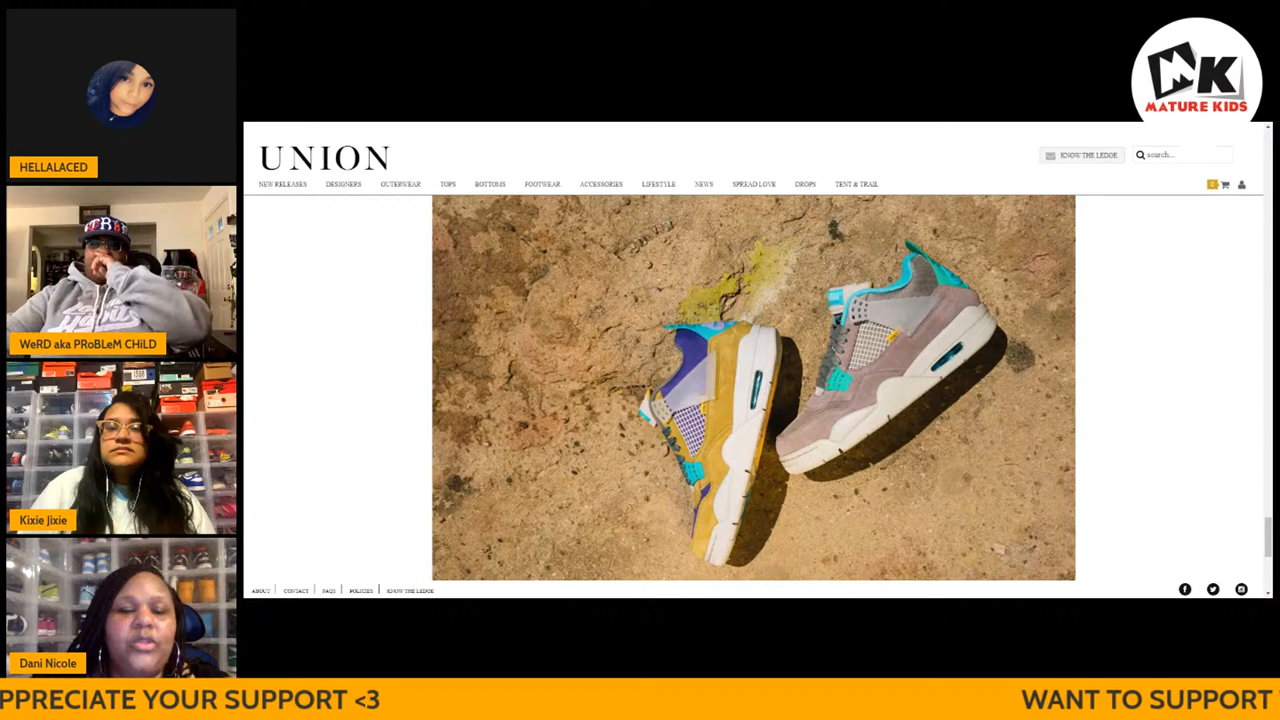 HELLALACED
WeRD aka PRoBLeM CHiLD
Kixie Jixie
Dani Nicole
MK
MATURE KIDS
UNION
KNOW THE LEDGE
search...
NEW RELEASES DESIGNERS OUTERWEAR TOPS BOTTOMS FOOTWEAR ACCESSORIES LIFESTYLE NEWS SPREAD LOVE DROPS TENT & TRAIL
ABOUT CONTACT FAQS POLICIES KNOW THE LEDGE
PPRECIATE YOUR SUPPORT <3 WANT TO SUPPORT